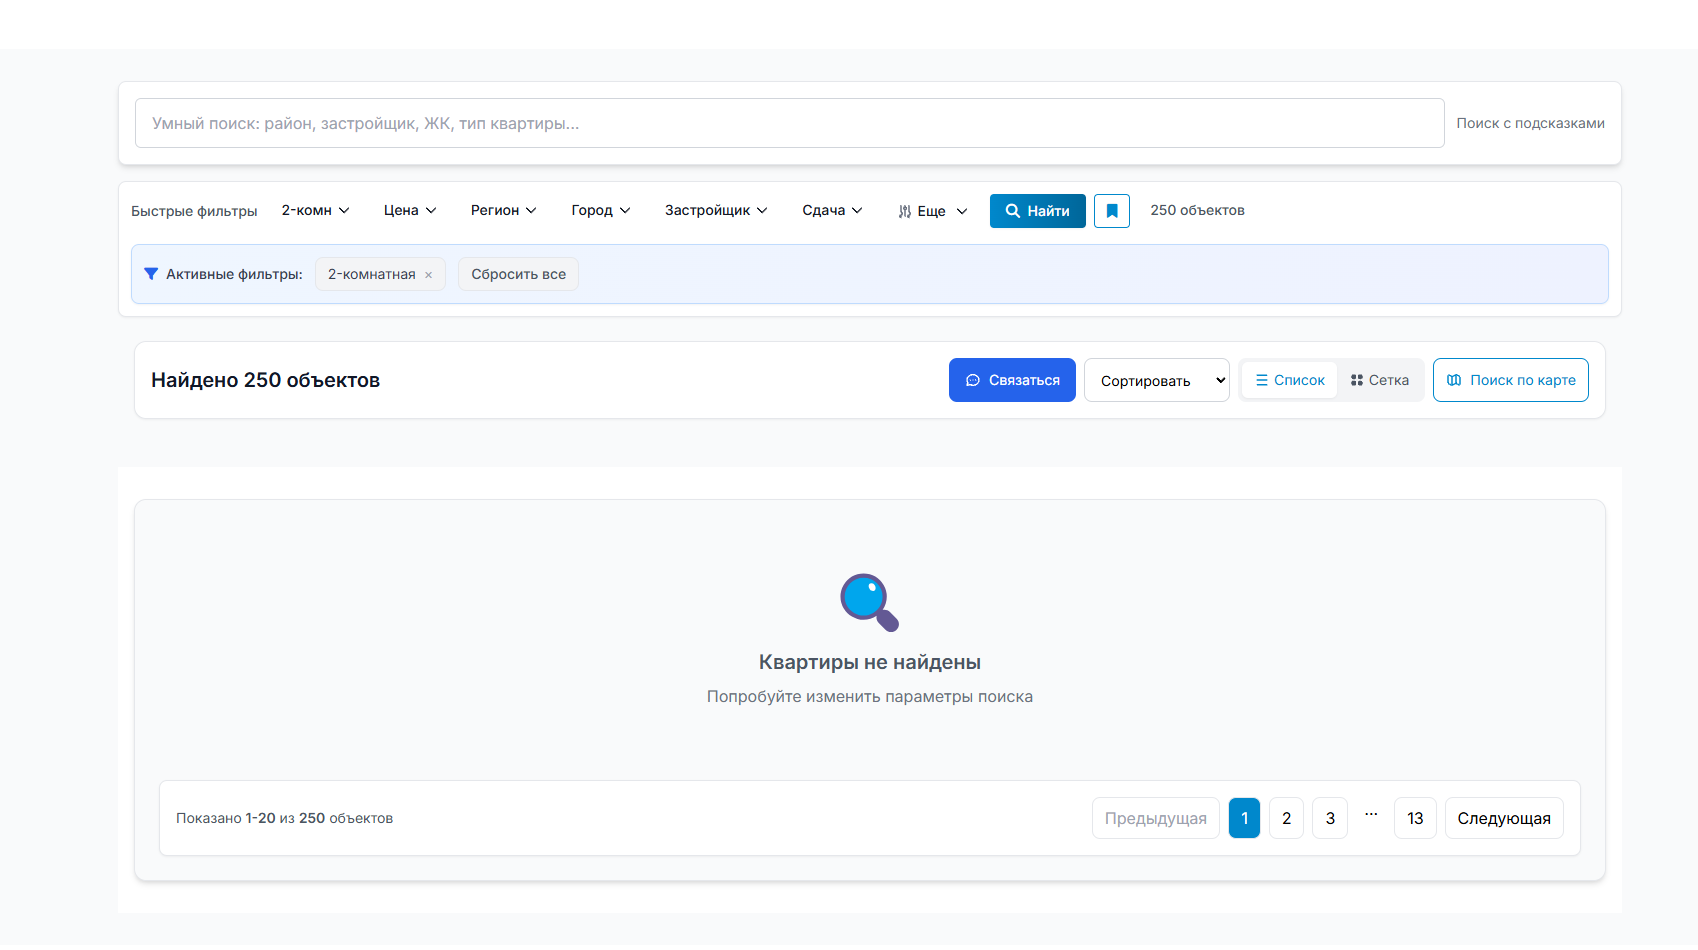 Умный поиск: район, застройщик, ЖК, тип квартиры...
Поиск с подсказками
Быстрые фильтры 2-комн Цена Регион Город Застройщик Сдача Еще Найти 250 объектов
Активные фильтры: 2-комнатная × Сбросить все
Найдено 250 объектов Связаться Сортировать Список Сетка Поиск по карте
Квартиры не найдены
Попробуйте изменить параметры поиска
Показано 1-20 из 250 объектов Предыдущая 1 2 3 ... 13 Следующая